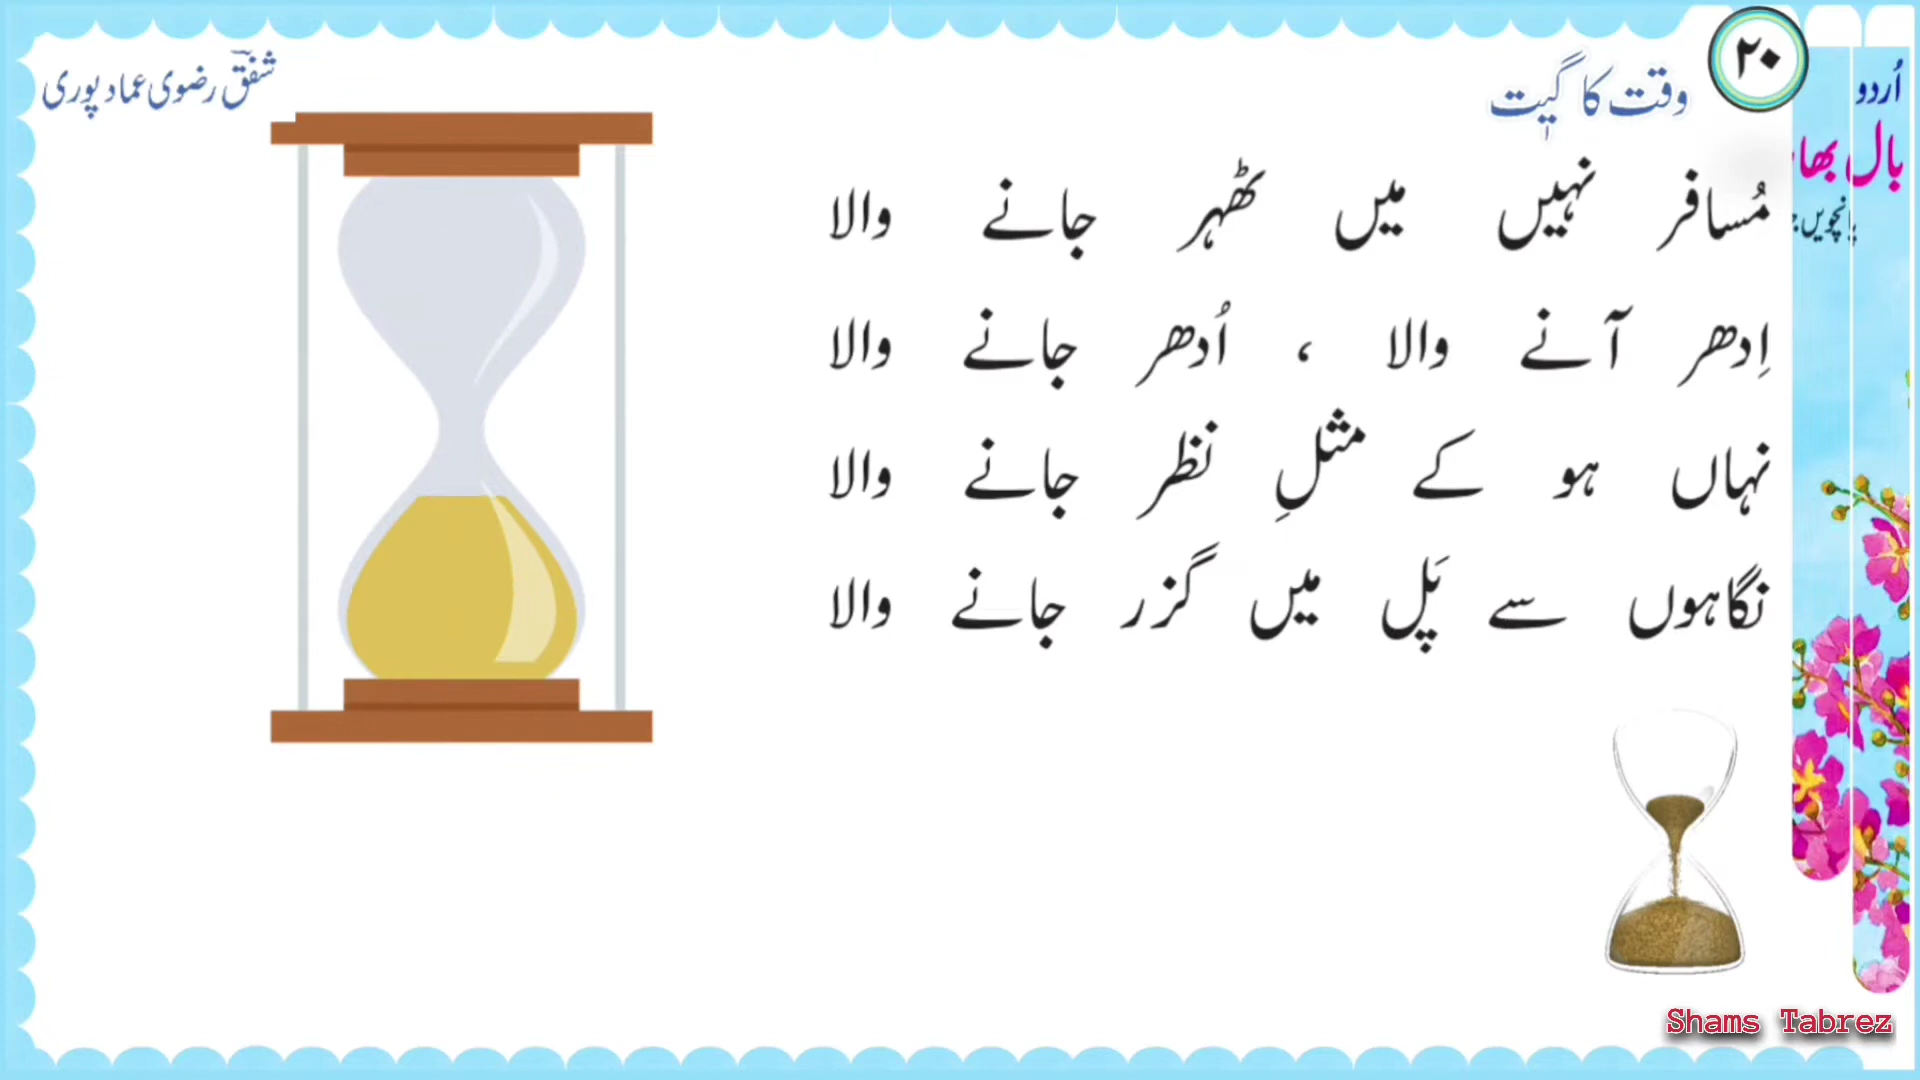 ۲۰
وقت کا گیت
شفقؔ رضوی عماد پوری
مُسافر نہیں میں ٹھہر جانے والا
اِدھر آنے والا ، اُدھر جانے والا
نہاں ہو کے مثلِ نظر جانے والا
نگاہوں سے پَل میں گزر جانے والا
اُردو
بال بھا
پانچویں
Shams Tabrez